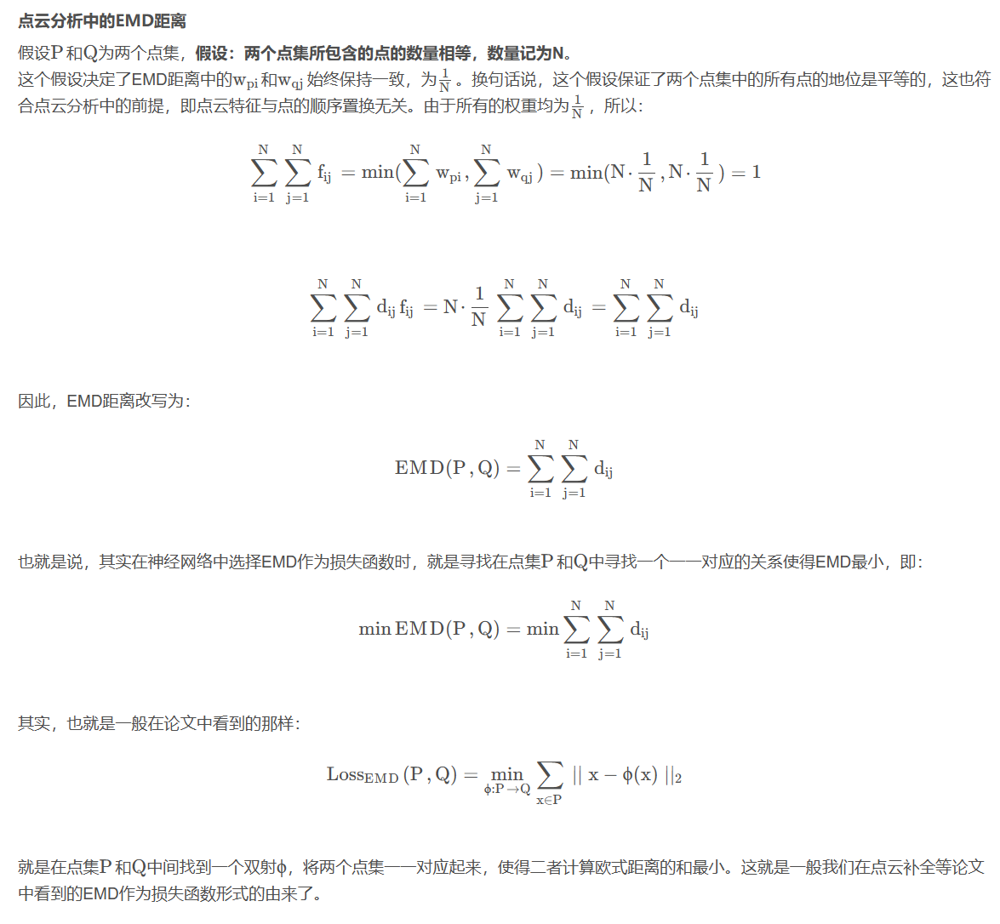 点云分析中的EMD距离
假设P和Q为两个点集，假设：两个点集所包含的点的数量相等，数量记为N。
这个假设决定了EMD距离中的w_{pi}和w_{qj}始终保持一致，为\frac{1}{N}。换句话说，这个假设保证了两个点集中的所有点的地位是平等的，这也符
合点云分析中的前提，即点云特征与点的顺序置换无关。由于所有的权重均为\frac{1}{N}，所以：
\sum_{i=1}^{N}\sum_{j=1}^{N} f_{ij} = min(\sum_{i=1}^{N} w_{pi}, \sum_{j=1}^{N} w_{qj}) = min(N·\frac{1}{N}, N·\frac{1}{N}) = 1
\sum_{i=1}^{N}\sum_{j=1}^{N} d_{ij} f_{ij} = N·\frac{1}{N} \sum_{i=1}^{N}\sum_{j=1}^{N} d_{ij} = \sum_{i=1}^{N}\sum_{j=1}^{N} d_{ij}
因此，EMD距离改写为：
EMD(P, Q) = \sum_{i=1}^{N}\sum_{j=1}^{N} d_{ij}
也就是说，其实在神经网络中选择EMD作为损失函数时，就是寻找在点集P和Q中寻找一个一一对应的关系使得EMD最小，即：
min EMD(P, Q) = min \sum_{i=1}^{N}\sum_{j=1}^{N} d_{ij}
其实，也就是一般在论文中看到的那样：
Loss_{EMD}(P, Q) = \min_{ϕ:P→Q} \sum_{x∈P} || x − ϕ(x) ||_2
就是在点集P和Q中间找到一个双射ϕ，将两个点集一一对应起来，使得二者计算欧式距离的和最小。这就是一般我们在点云补全等论文
中看到的EMD作为损失函数形式的由来了。